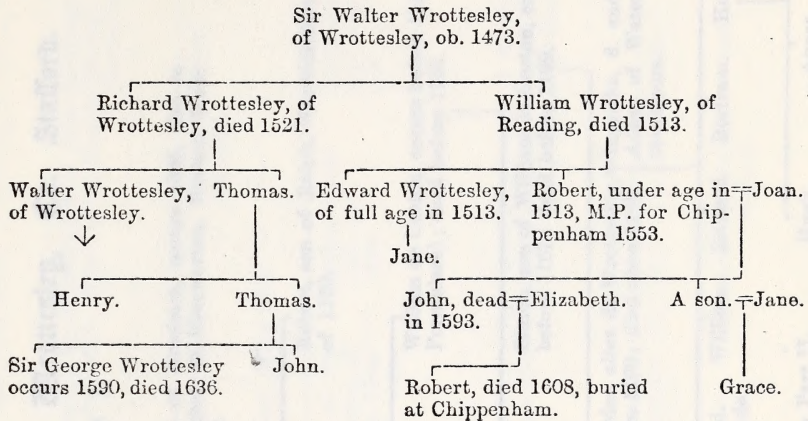 Sir Walter Wrottesley,
of Wrottesley, ob. 1473.
Richard Wrottesley, of
Wrottesley, died 1521.
William Wrottesley, of
Reading, died 1513.
Walter Wrottesley,
of Wrottesley.
Thomas.
Edward Wrottesley,
of full age in 1513.
Robert, under age in
1513, M.P. for Chip-
penham 1553.
Joan.
Jane.
Henry.
Thomas.
John, dead
in 1593.
Elizabeth.
A son.
Jane.
Sir George Wrottesley
occurs 1590, died 1636.
John.
Robert, died 1608, buried
at Chippenham.
Grace.